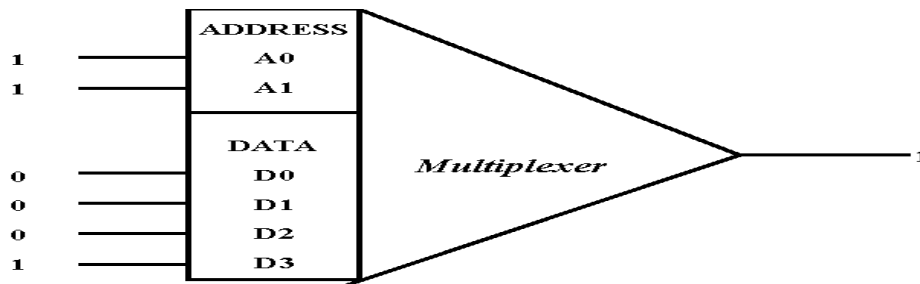 ADDRESS
1 A0
1 A1
DATA
0 D0
Multiplexer 1
0 D1
0 D2
1 D3